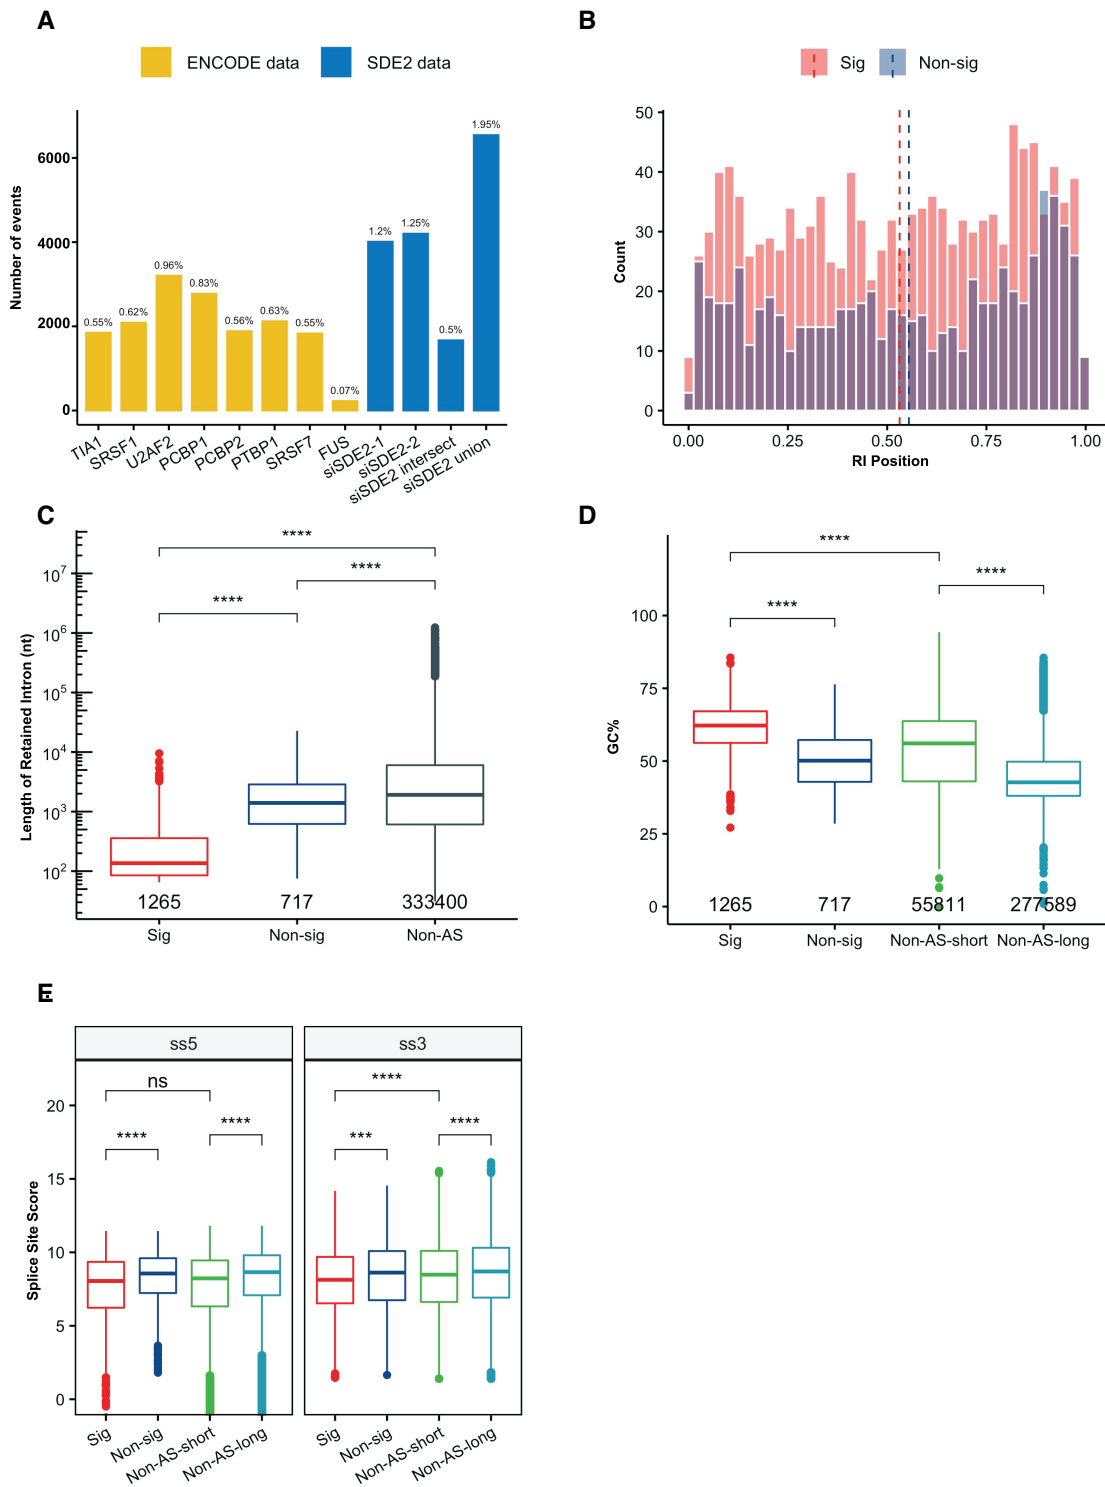 A
ENCODE data
SDE2 data
Number of events
6000
4000
2000
0
0.55%
0.62%
0.96%
0.83%
0.56%
0.63%
0.55%
0.07%
1.2%
1.25%
0.5%
1.95%
TIA1
SRSF1
U2AF2
PCBP1
PCBP2
PTBP1
SRSF7
FUS
siSDE2-1
siSDE2-2
siSDE2 intersect
siSDE2 union
B
Sig
Non-sig
Count
50
40
30
20
10
0
0.00
0.25
0.50
0.75
1.00
RI Position
C
Length of Retained Intron (nt)
10^7
10^6
10^5
10^4
10^3
10^2
****
****
****
1265
717
333400
Sig
Non-sig
Non-AS
D
GC%
100
75
50
25
0
****
****
****
1265
717
55811
277589
Sig
Non-sig
Non-AS-short
Non-AS-long
E
ss5
ss3
Splice Site Score
20
15
10
5
0
ns
****
****
****
***
****
Sig
Non-sig
Non-AS-short
Non-AS-long
Sig
Non-sig
Non-AS-short
Non-AS-long